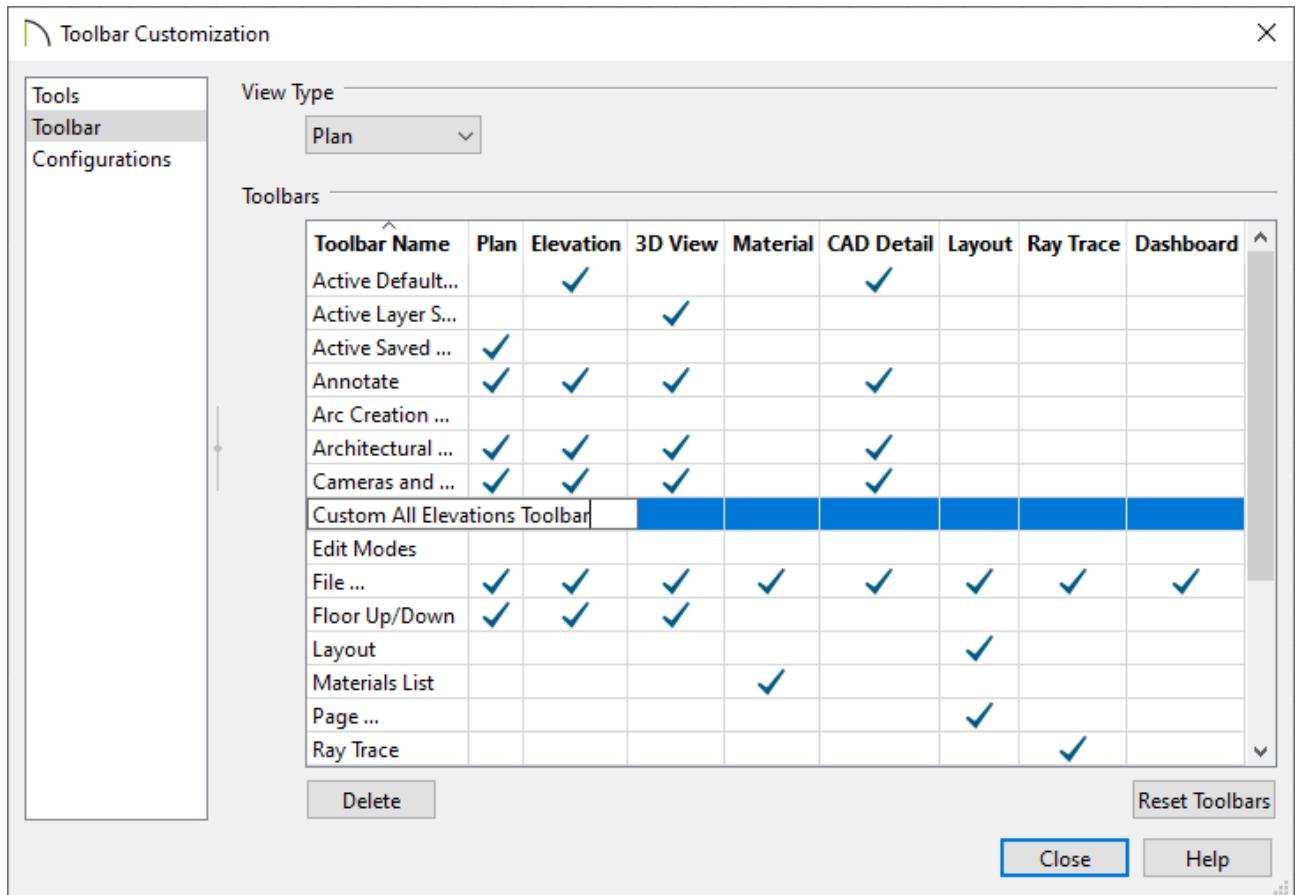 Toolbar Customization
Tools
Toolbar
Configurations
View Type
Plan
Toolbars
Toolbar Name Plan Elevation 3D View Material CAD Detail Layout Ray Trace Dashboard
Active Default...
Active Layer S...
Active Saved ...
Annotate
Arc Creation ...
Architectural ...
Cameras and ...
Custom All Elevations Toolbar
Edit Modes
File ...
Floor Up/Down
Layout
Materials List
Page ...
Ray Trace
Delete Reset Toolbars
Close Help